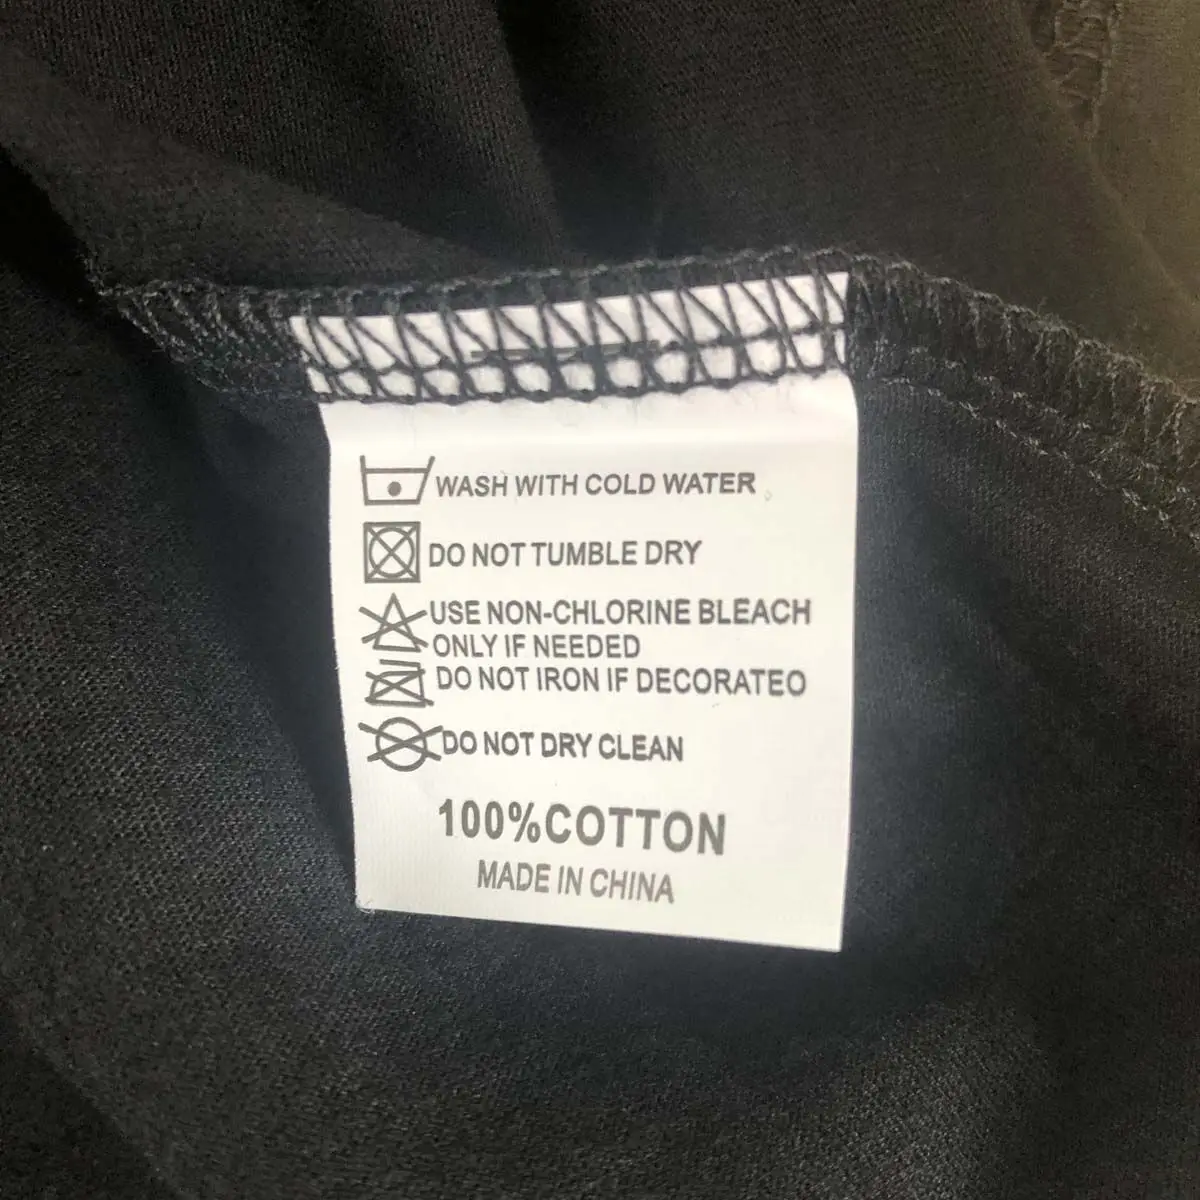 WASH WITH COLD WATER
DO NOT TUMBLE DRY
USE NON-CHLORINE BLEACH
ONLY IF NEEDED
DO NOT IRON IF DECORATEO
DO NOT DRY CLEAN
100%COTTON
MADE IN CHINA